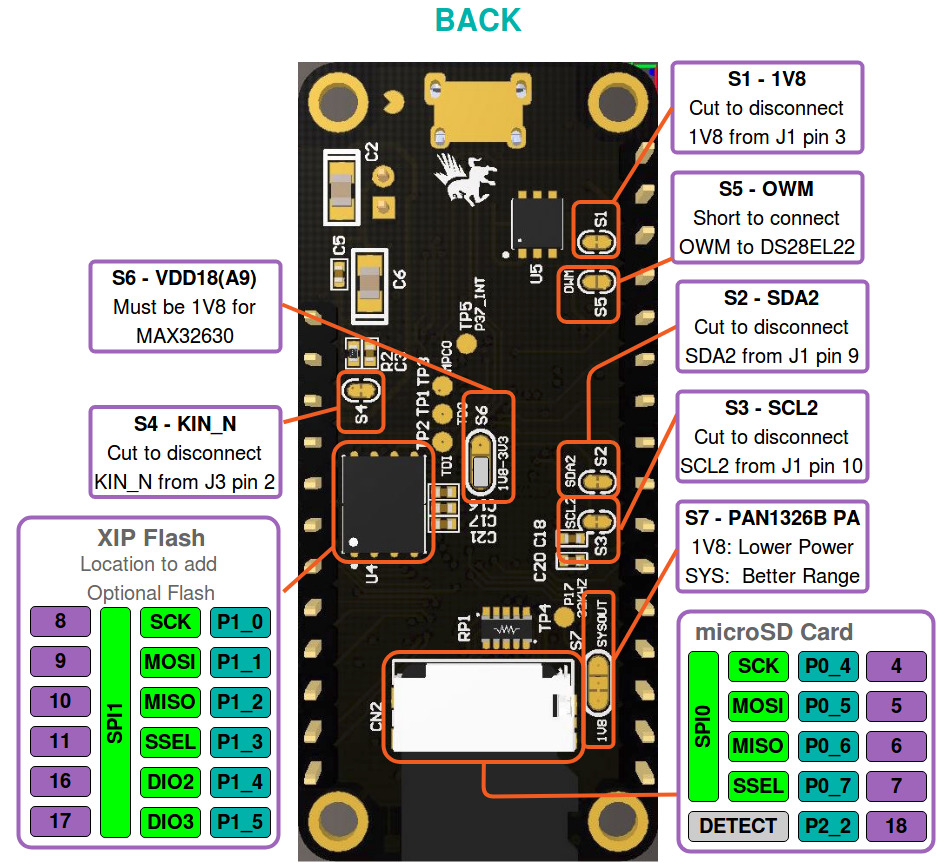 BACK
S1 - 1V8
Cut to disconnect
1V8 from J1 pin 3
S5 - OWM
Short to connect
OWM to DS28EL22
S2 - SDA2
Cut to disconnect
SDA2 from J1 pin 9
S3 - SCL2
Cut to disconnect
SCL2 from J1 pin 10
S7 - PAN1326B PA
1V8: Lower Power
SYS: Better Range
S6 - VDD18(A9)
Must be 1V8 for
MAX32630
S4 - KIN_N
Cut to disconnect
KIN_N from J3 pin 2
XIP Flash
Location to add
Optional Flash
8 SCK P1_0
9 MOSI P1_1
10 MISO P1_2
11 SSEL P1_3
16 DIO2 P1_4
17 DIO3 P1_5
SPI1
microSD Card
SCK P0_4 4
MOSI P0_5 5
MISO P0_6 6
SSEL P0_7 7
DETECT P2_2 18
SPI0
C2
C5
C6
U5
S1
OWM
S5
TP5
P37_INT
R2
C3
TP3
MPCO
TP1
TP2
TDI
S4
S6
1V8-3V3
U4
SDA2
S2
SCL2
S3
C18
C20
P17
TP4
RP1
S7
SYSOUT
1V8
CN2